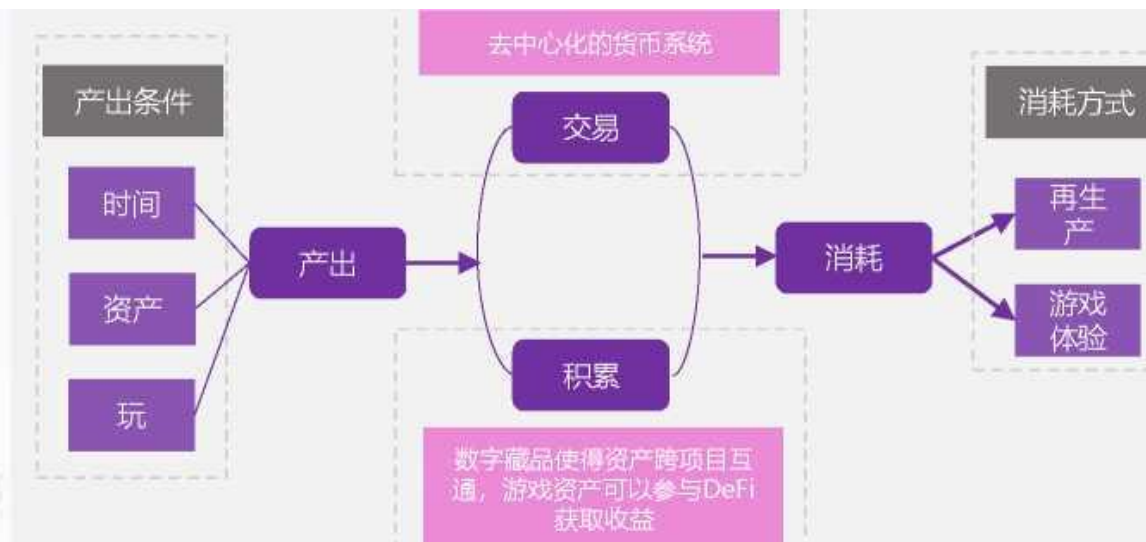 去中心化的货币系统
产出条件
交易
消耗方式
时间
再生
产
产出
消耗
资产
游戏
体验
积累
玩
数字藏品使得资产跨项目互
通，游戏资产可以参与DeFi
获取收益